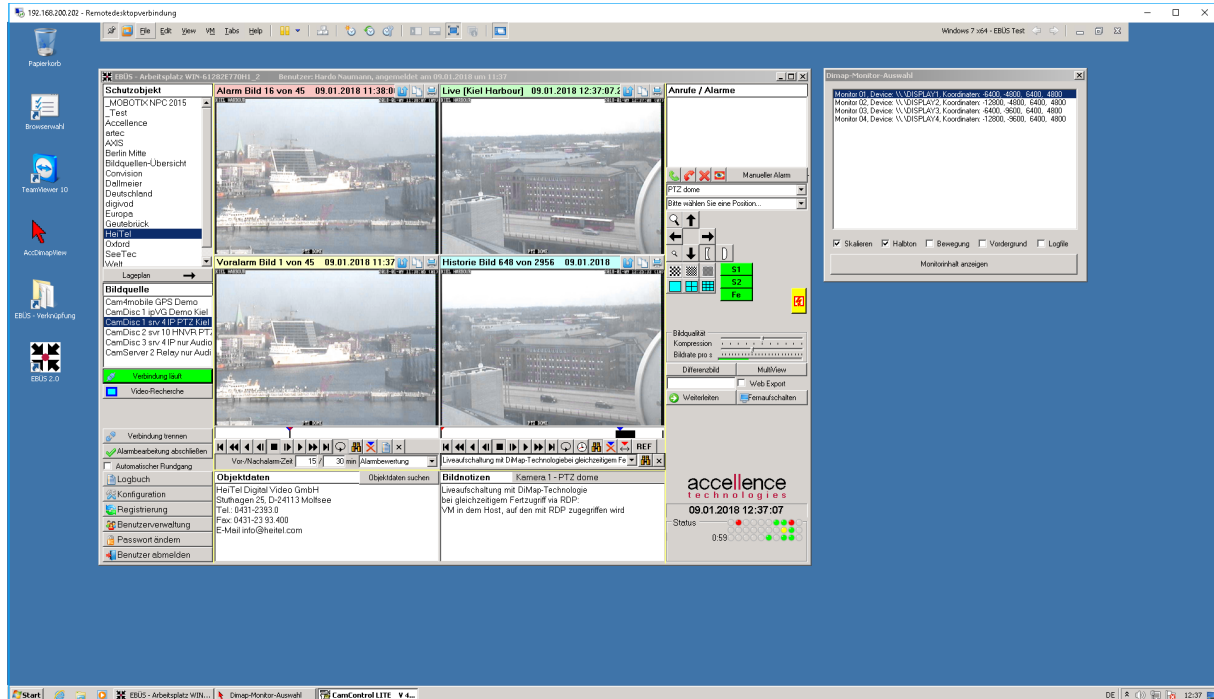 192.168.200.202 - Remotedesktopverbindung
File Edit View VM Tabs Help
Windows 7 x64 - EBÜS Test
Papierkorb
Browserwahl
TeamViewer 10
AccDimapView
EBÜS - Verknüpfung
EBÜS 2.0
EBÜS - Arbeitsplatz WIN-61282E770H1_2 Benutzer: Hardo Naumann, angemeldet am 09.01.2018 um 11:37
Schutzobjekt
_MOBOTIX NPC 2015
_Test
Accellence
artec
AXIS
Berlin Mitte
Bildquellen-Übersicht
Convision
Dallmeier
Deutschland
digivod
Europa
Geutebrück
HeiTel
Oxford
SeeTec
Welt
Lageplan
Bildquelle
Cam4mobile GPS Demo
CamDisc 1 ipVG Demo Kiel
CamDisc 1 srv 4 IP PTZ Kiel
CamDisc 2 svr 10 HNVR PTZ
CamDisc 3 srv 4 IP nur Audio
CamServer 2 Relay nur Audi
Verbindung läuft
Video-Recherche
Verbindung trennen
Alarmbearbeitung abschließen
Automatischer Rundgang
Logbuch
Konfiguration
Registrierung
Benutzerverwaltung
Passwort ändern
Benutzer abmelden
Alarm Bild 16 von 45 09.01.2018 11:38:0
Live [Kiel Harbour] 09.01.2018 12:37:07.2
Voralarm Bild 1 von 45 09.01.2018 11:37
Historie Bild 648 von 2956 09.01.2018
REF
Vor-/Nachalarm-Zeit 15 / 30 min Alarmbewertung
Liveaufschaltung mit DiMap-Technologiebei gleichzeitigem Fe
Objektdaten
Objektdaten suchen
HeiTel Digital Video GmbH
Stuthagen 25, D-24113 Molfsee
Tel.: 0431-2393.0
Fax: 0431-23 93.400
E-Mail info@heitel.com
Bildnotizen Kamera 1 - PTZ dome
Liveaufschaltung mit DiMap-Technologie
bei gleichzeitigem Fertzugriff via RDP:
VM in dem Host, auf den mit RDP zugegriffen wird
Anrufe / Alarme
Manueller Alarm
PTZ dome
Bitte wählen Sie eine Position...
S1
S2
Fe
Bildqualität
Kompression
Bildrate pro s
Differenzbild
MultiView
Web Export
Weiterleiten
Fernaufschalten
accellence
technologies
09.01.2018 12:37:07
Status
0:59
Dimap-Monitor-Auswahl
Monitor 01, Device: \\.\DISPLAY1, Koordinaten: -6400, -4800, 6400, 4800
Monitor 02, Device: \\.\DISPLAY2, Koordinaten: -12800, -4800, 6400, 4800
Monitor 03, Device: \\.\DISPLAY3, Koordinaten: -6400, -9600, 6400, 4800
Monitor 04, Device: \\.\DISPLAY4, Koordinaten: -12800, -9600, 6400, 4800
Skalieren Halbton Bewegung Vordergrund Logfile
Monitorinhalt anzeigen
Start
EBÜS - Arbeitsplatz WIN...
Dimap-Monitor-Auswahl
CamControl LITE V 4...
DE
12:37